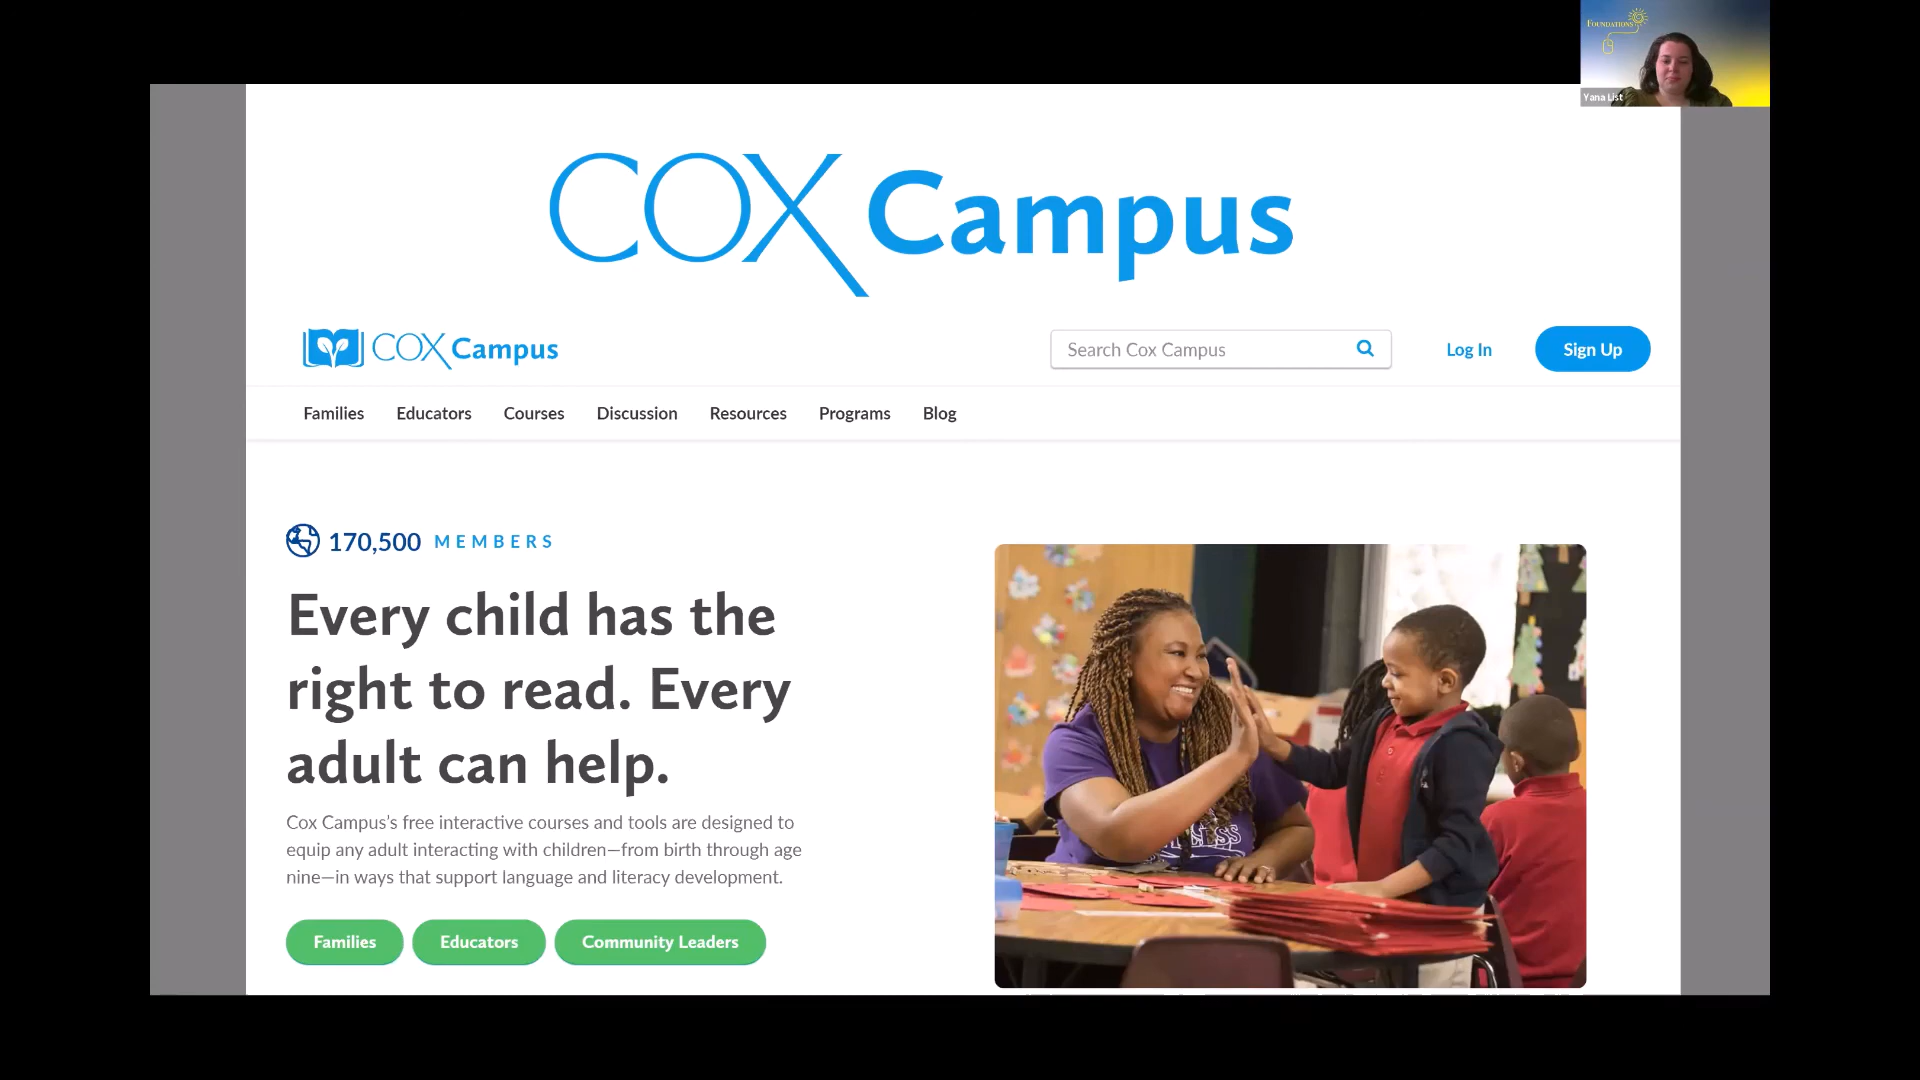 FOUNDATIONS
Yana List
COX Campus
COX Campus
Search Cox Campus
Log In
Sign Up
Families
Educators
Courses
Discussion
Resources
Programs
Blog
170,500 MEMBERS
Every child has the
right to read. Every
adult can help.
Cox Campus's free interactive courses and tools are designed to
equip any adult interacting with children—from birth through age
nine—in ways that support language and literacy development.
Families
Educators
Community Leaders